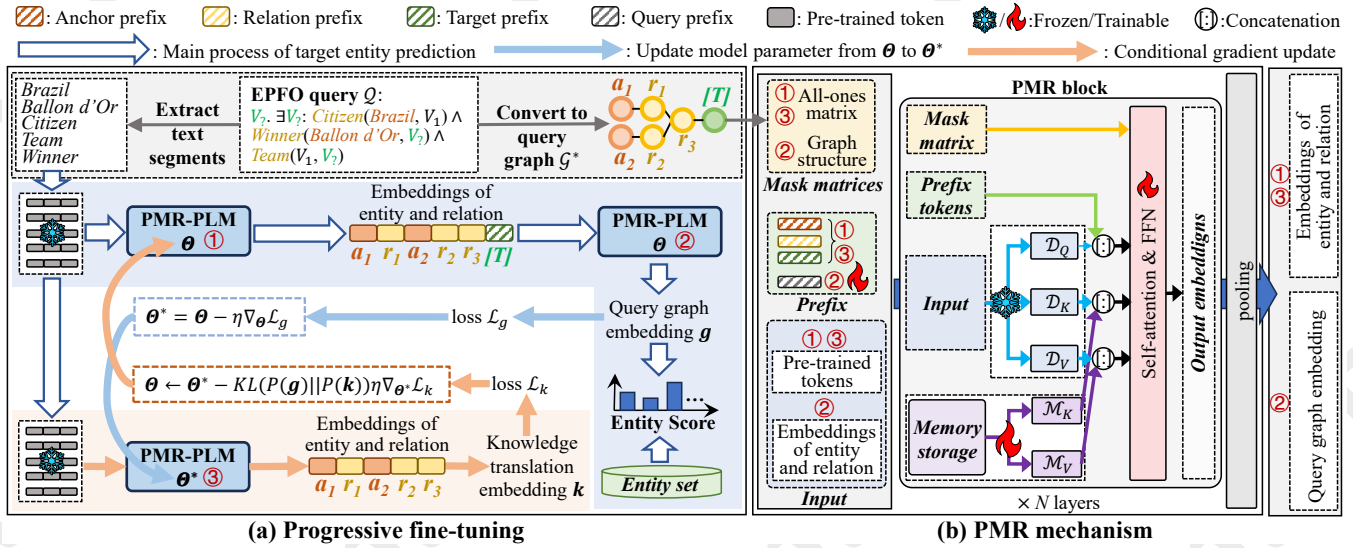 : Anchor prefix
: Relation prefix
: Target prefix
: Query prefix
: Pre-trained token
/ :Frozen/Trainable
:Concatenation
: Main process of target entity prediction
: Update model parameter from Θ to Θ*
: Conditional gradient update
Brazil
Ballon d'Or
Citizen
Team
Winner
Extract
text
segments
EPFO query 𝒬:
V?. ∃V?: Citizen(Brazil, V₁) ∧
Winner(Ballon d'Or, V?) ∧
Team(V₁, V?)
Convert to
query
graph 𝒢*
a₁ r₁ [T]
r₃
a₂ r₂
PMR-PLM
Θ ①
Embeddings of
entity and relation
a₁ r₁ a₂ r₂ r₃ [T]
PMR-PLM
Θ ②
Query graph
embedding g
loss ℒg
Θ* = Θ − η∇Θℒg
Θ ← Θ* − KL(P(g)||P(k))η∇Θ*ℒk
loss ℒk
Entity Score
Entity set
PMR-PLM
Θ* ③
Embeddings of
entity and relation
a₁ r₁ a₂ r₂ r₃
Knowledge
translation
embedding k
(a) Progressive fine-tuning
① All-ones
③ matrix
② Graph
structure
Mask matrices
①
③
②
Prefix
① ③
Pre-trained
tokens
②
Embeddings
of entity
and relation
Input
PMR block
Mask
matrix
Prefix
tokens
Input
𝒟Q
𝒟K
𝒟V
Memory
storage
ℳK
ℳV
Self-attention & FFN
Output embeddigns
× N layers
pooling
①
③
Embeddings of
entity and relation
②
Query graph embedding
(b) PMR mechanism